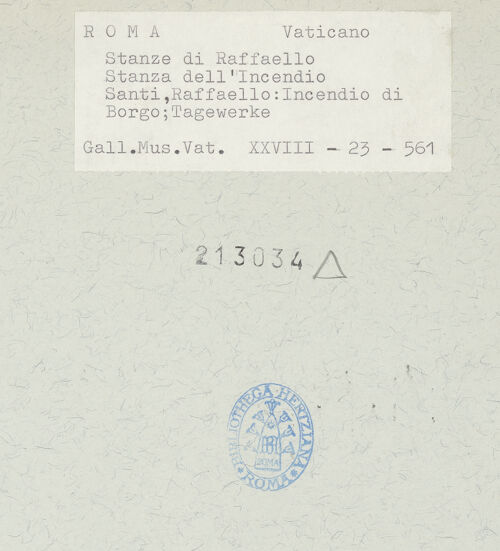 R O M A Vaticano
Stanze di Raffaello
Stanza dell'Incendio
Santi,Raffaello:Incendio di
Borgo;Tagewerke
Gall.Mus.Vat. XXVIII - 23 - 561
213034
BIBLIOTHECA·HERTZIANA
ROMA
·ROMA·